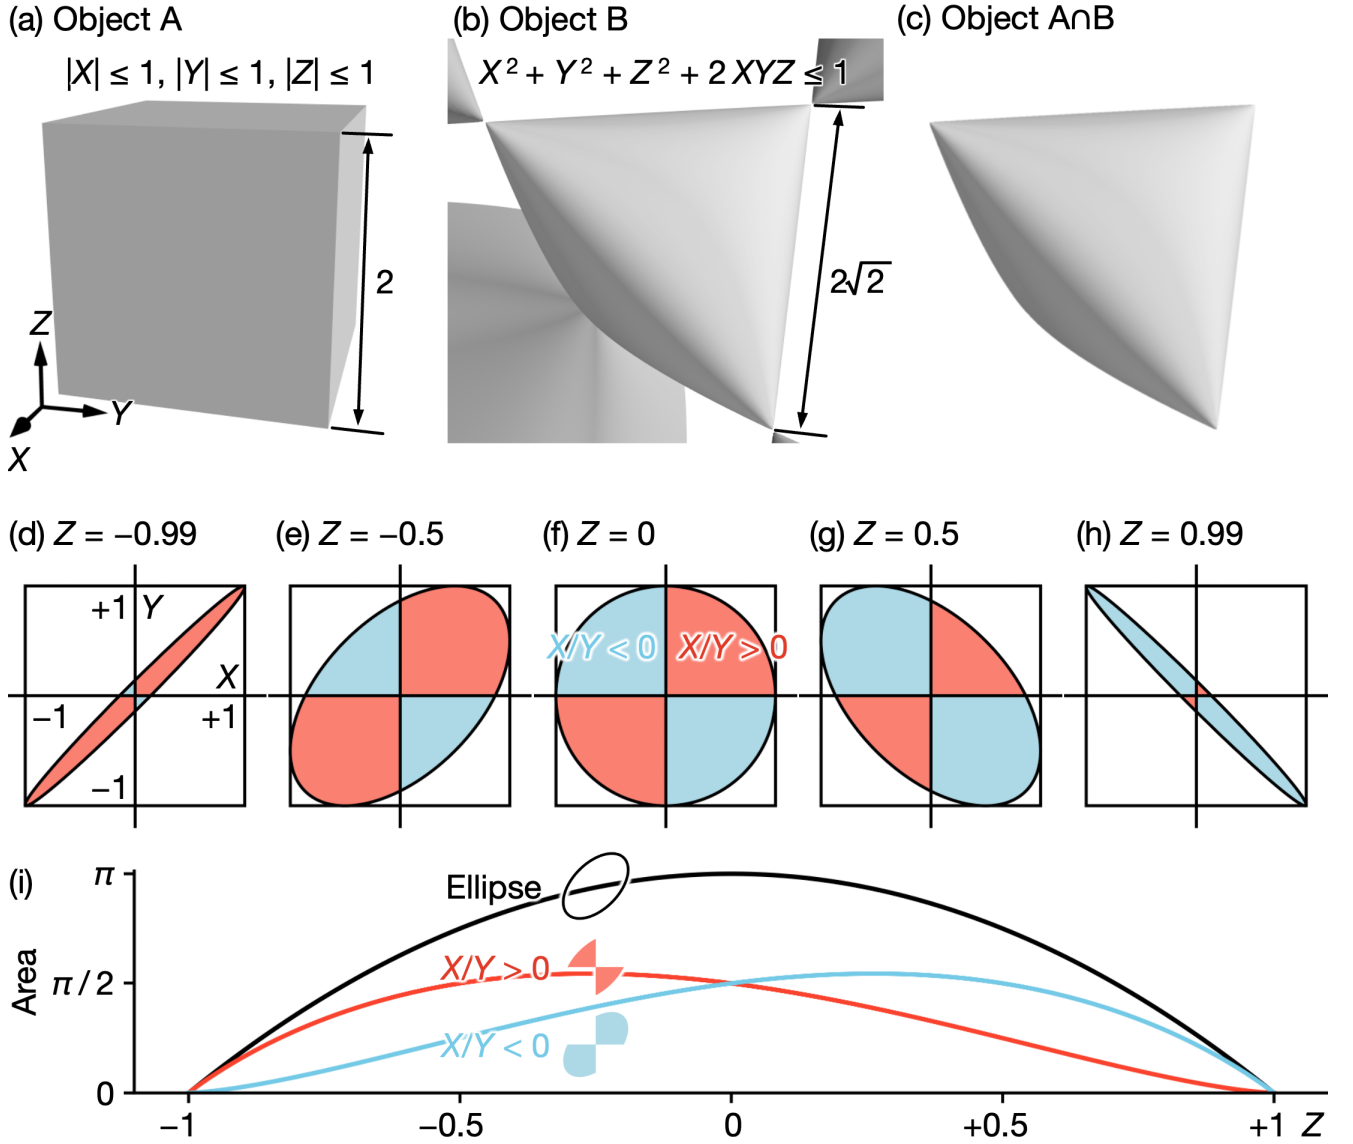 (a) Object A
|X| ≤ 1, |Y| ≤ 1, |Z| ≤ 1
2
Z
Y
X
(b) Object B
X² + Y² + Z² + 2XYZ ≤ 1
2√2
(c) Object A∩B
(d) Z = −0.99
+1 Y
X
−1
+1
−1
(e) Z = −0.5
(f) Z = 0
X/Y < 0
X/Y > 0
(g) Z = 0.5
(h) Z = 0.99
(i)
Area
π
π / 2
0
Ellipse
X/Y > 0
X/Y < 0
−1
−0.5
0
+0.5
+1
Z